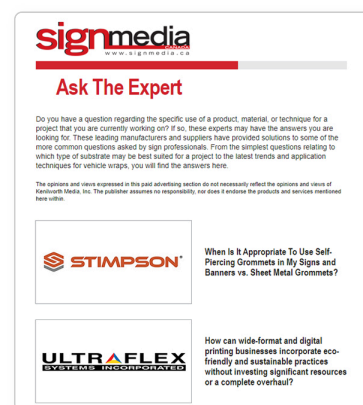 signmedia
www.signmedia.ca
Ask The Expert
Do you have a question regarding the specific use of a product, material, or technique for a
project that you are currently working on? If so, these experts may have the answers you are
looking for. These leading manufacturers and suppliers have provided solutions to some of the
more common questions asked by sign professionals. From the simplest questions relating to
which type of substrate may be best suited for a project to the latest trends and application
techniques for vehicle wraps, you will find the answers here.
The opinions and views expressed in this paid advertising section do not necessarily reflect the opinions and views of
Kenilworth Media, Inc. The publisher assumes no responsibility, nor does it endorse the products and services mentioned
here within.
STIMPSON
When Is It Appropriate To Use Self-
Piercing Grommets in My Signs and
Banners vs. Sheet Metal Grommets?
ULTRAFLEX
SYSTEMS INCORPORATED
How can wide-format and digital
printing businesses incorporate eco-
friendly and sustainable practices
without investing significant resources
or a complete overhaul?